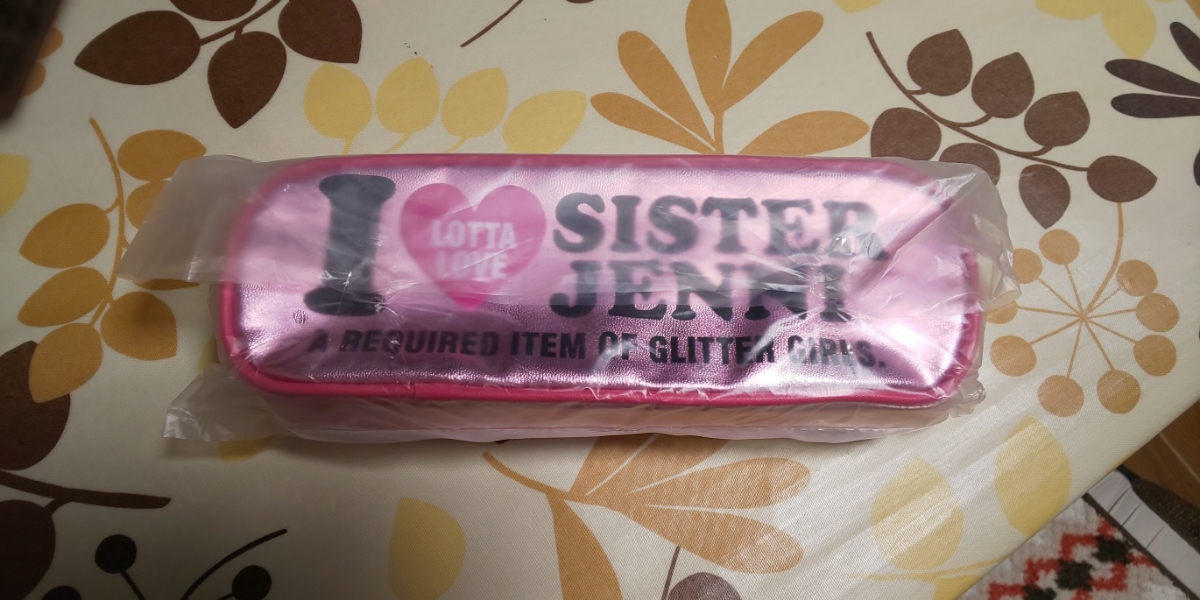 I LOTTA LOVE SISTER JENNI
A REQUIRED ITEM OF GLITTER GIRLS.